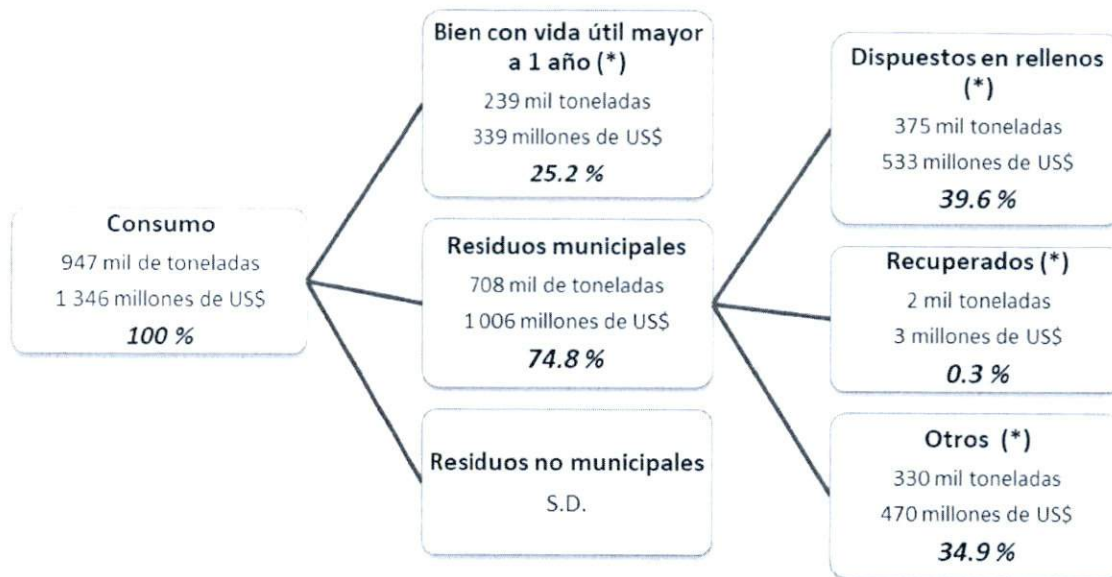 Consumo
947 mil de toneladas
1 346 millones de US$
100 %
Bien con vida útil mayor
a 1 año (*)
239 mil toneladas
339 millones de US$
25.2 %
Residuos municipales
708 mil de toneladas
1 006 millones de US$
74.8 %
Residuos no municipales
S.D.
Dispuestos en rellenos
(*)
375 mil toneladas
533 millones de US$
39.6 %
Recuperados (*)
2 mil toneladas
3 millones de US$
0.3 %
Otros (*)
330 mil toneladas
470 millones de US$
34.9 %